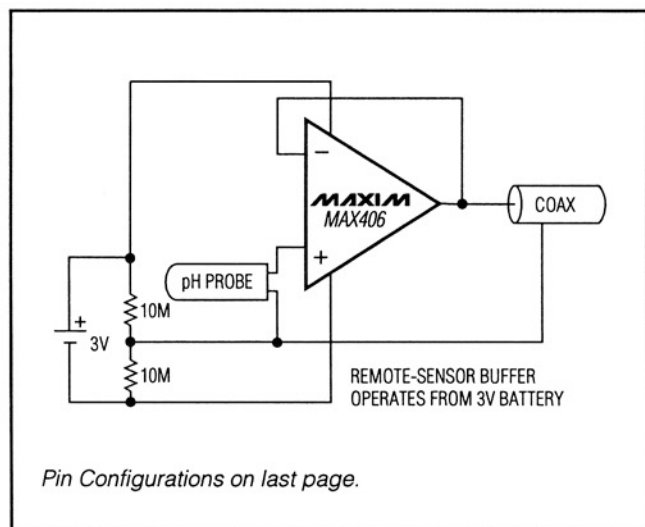 −
MAXIM
MAX406
+
COAX
pH PROBE
10M
+
3V
10M
REMOTE-SENSOR BUFFER
OPERATES FROM 3V BATTERY
Pin Configurations on last page.